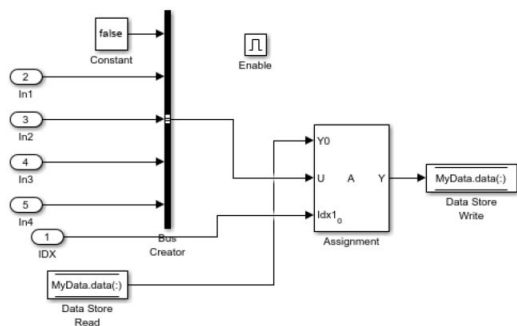 false
Constant
Enable
2
In1
3
In2
4
In3
5
In4
1
IDX
Bus
Creator
Y0
U
A
Y
Idx1₀
Assignment
MyData.data(:)
Data Store
Write
MyData.data(:)
Data Store
Read